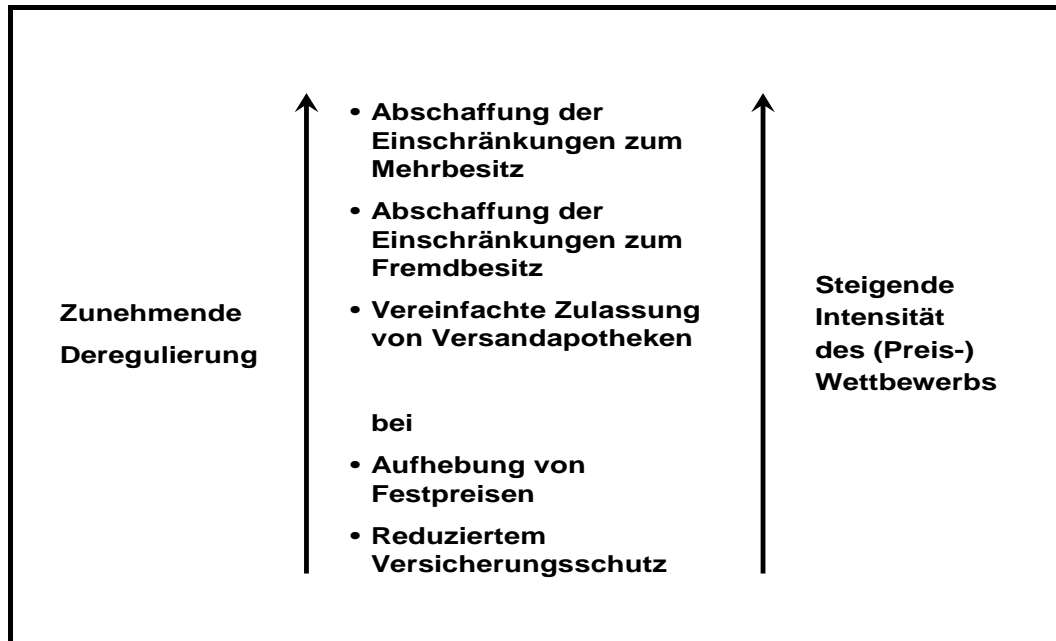 Zunehmende
Deregulierung
• Abschaffung der
Einschränkungen zum
Mehrbesitz
• Abschaffung der
Einschränkungen zum
Fremdbesitz
• Vereinfachte Zulassung
von Versandapotheken
bei
• Aufhebung von
Festpreisen
• Reduziertem
Versicherungsschutz
Steigende
Intensität
des (Preis-)
Wettbewerbs